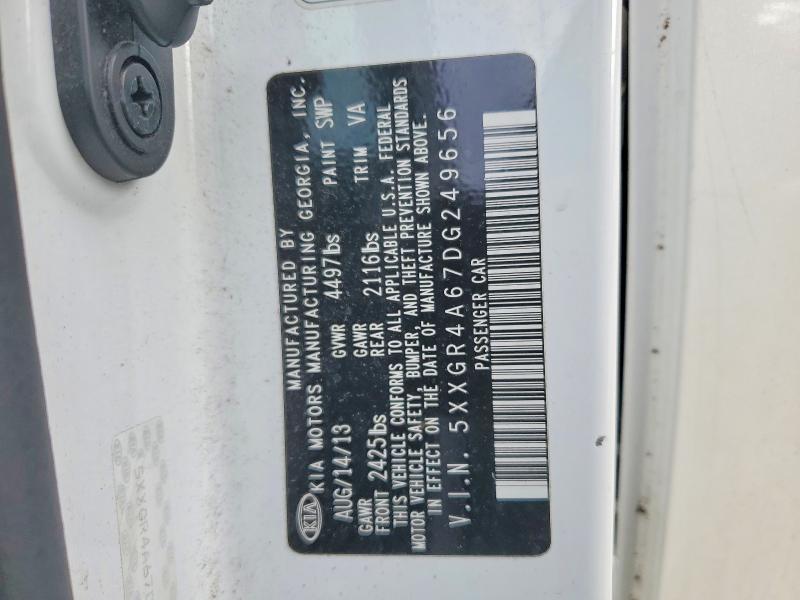 KIA
MANUFACTURED BY
KIA MOTORS MANUFACTURING GEORGIA, INC.
AUG/14/13 GVWR 4497lbs PAINT SWP
GAWR FRONT 2425lbs GAWR REAR 2116lbs TRIM VA
THIS VEHICLE CONFORMS TO ALL APPLICABLE U.S.A. FEDERAL
MOTOR VEHICLE SAFETY, BUMPER, AND THEFT PREVENTION STANDARDS
IN EFFECT ON THE DATE OF MANUFACTURE SHOWN ABOVE.
V.I.N. 5XXGR4A67DG249656
PASSENGER CAR